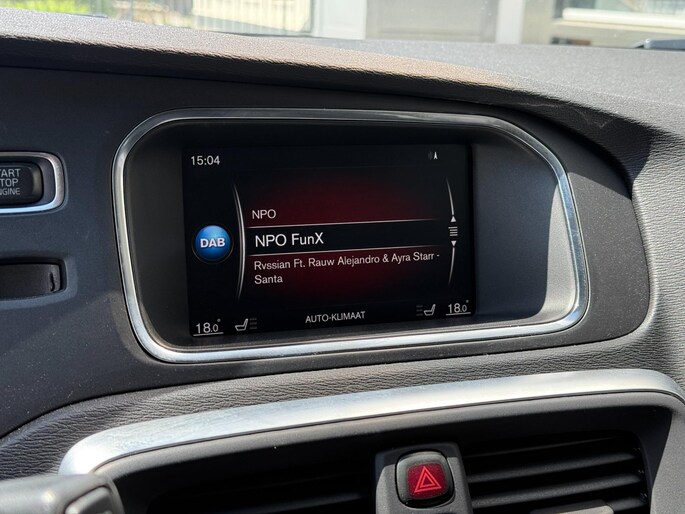 15:04
NPO
DAB
NPO FunX
Rvssian Ft. Rauw Alejandro & Ayra Starr -
Santa
18.0° AUTO-KLIMAAT 18.0°
START
STOP
ENGINE